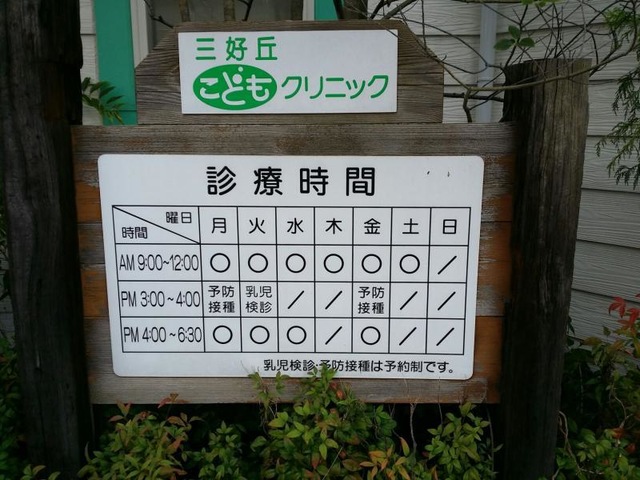 三好丘
こどもクリニック
診療時間
曜日 時間 月 火 水 木 金 土 日
AM 9:00~12:00 ○ ○ ○ ○ ○ ○ /
PM 3:00~4:00 予防接種 乳児検診 / / 予防接種 / /
PM 4:00~6:30 ○ ○ ○ / ○ / /
乳児検診・予防接種は予約制です。